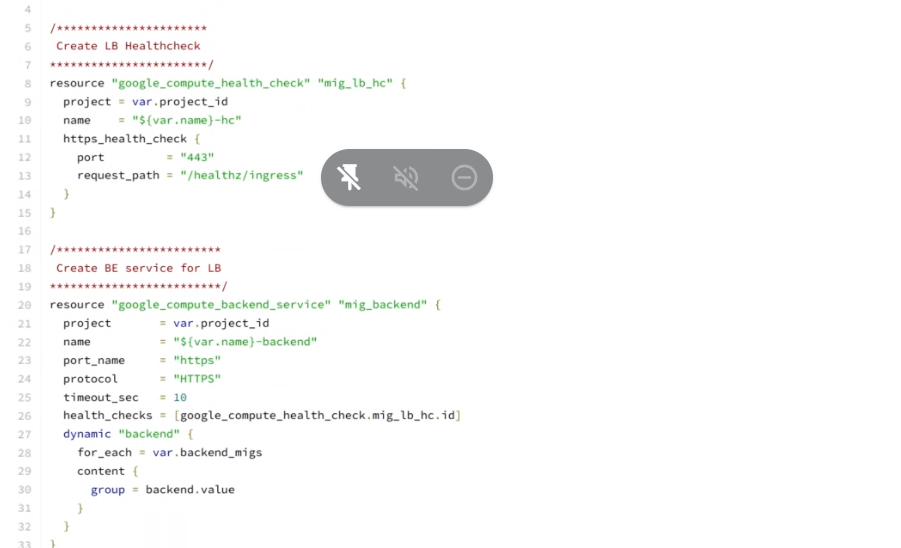 4
5 /**********************
6  Create LB Healthcheck
7 ***********************/
8 resource "google_compute_health_check" "mig_lb_hc" {
9   project = var.project_id
10   name    = "${var.name}-hc"
11   https_health_check {
12     port         = "443"
13     request_path = "/healthz/ingress"
14   }
15 }
16
17 /************************
18  Create BE service for LB
19 *************************/
20 resource "google_compute_backend_service" "mig_backend" {
21   project       = var.project_id
22   name          = "${var.name}-backend"
23   port_name     = "https"
24   protocol      = "HTTPS"
25   timeout_sec   = 10
26   health_checks = [google_compute_health_check.mig_lb_hc.id]
27   dynamic "backend" {
28     for_each = var.backend_migs
29     content {
30       group = backend.value
31     }
32   }
33 }